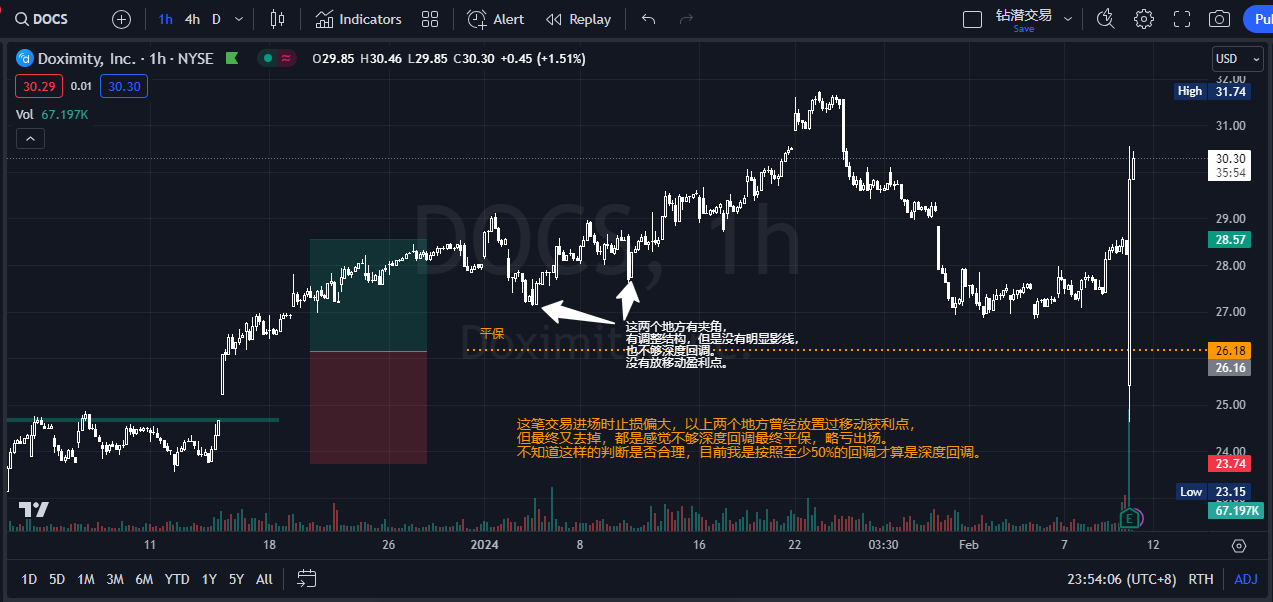 DOCS
1h 4h D
Indicators
Alert
Replay
钻潜交易
Save
Pul
Doxímity, Inc. · 1h · NYSE
O29.85 H30.46 L29.85 C30.30 +0.45 (+1.51%)
USD
30.29 0.01 30.30
Vol 67.197K
32.00
High 31.74
31.00
30.30
35:54
29.00
28.57
28.00
27.00
26.18
26.16
25.00
24.00
23.74
Low 23.15
67.197K
DOCS, 1h
Doximity, Inc.
平保
这两个地方有夹角,
有调整结构，但是没有明显影线，
也不够深度回调。
没有放移动盈利点。
这笔交易进场时止损偏大，以上两个地方曾经放置过移动获利点，
但最终又去掉，都是感觉不够深度回调最终平保，略亏出场。
不知道这样的判断是否合理，目前我是按照至少50%的回调才算是深度回调。
E
11 18 26 2024 8 16 22 03:30 Feb 7 12
1D 5D 1M 3M 6M YTD 1Y 5Y All
23:54:06 (UTC+8) RTH ADJ